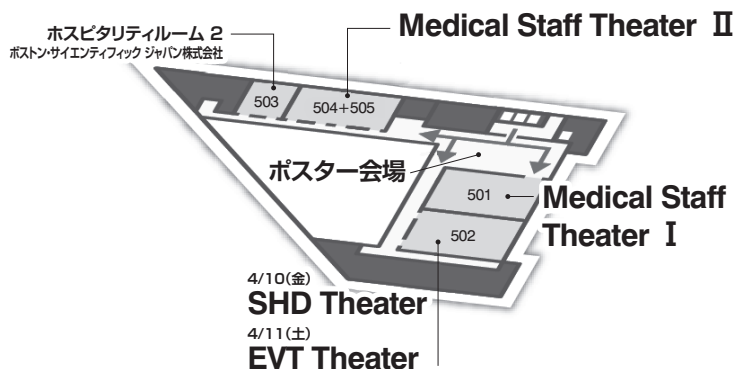 ホスピタリティルーム 2
ボストン・サイエンティフィック ジャパン株式会社
Medical Staff Theater Ⅱ
503
504+505
ポスター会場
501
Medical Staff
Theater Ⅰ
502
4/10(金)
SHD Theater
4/11(土)
EVT Theater